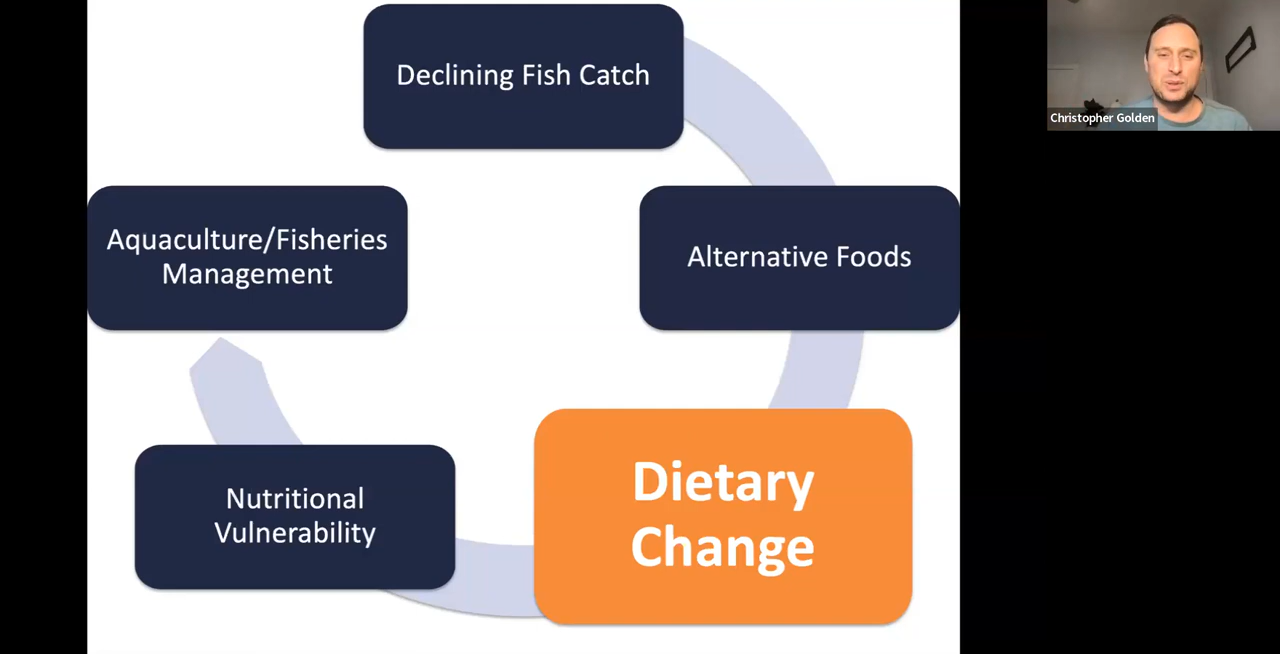 Declining Fish Catch
Christopher Golden
Aquaculture/Fisheries
Management
Alternative Foods
Dietary
Change
Nutritional
Vulnerability